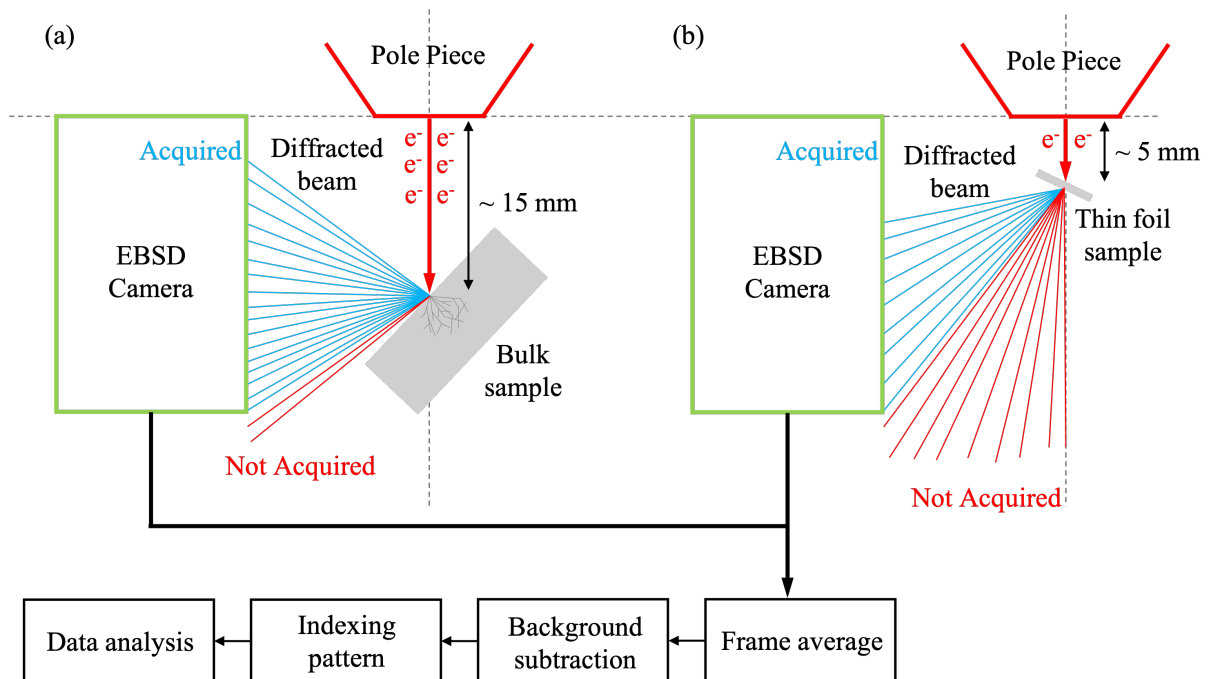 (a)
Pole Piece
Acquired
Diffracted
beam
e- e-
e- e-
e- e-
~ 15 mm
EBSD
Camera
Bulk
sample
Not Acquired
(b)
Pole Piece
Acquired
Diffracted
beam
e- e-
~ 5 mm
Thin foil
sample
EBSD
Camera
Not Acquired
Data analysis
Indexing
pattern
Background
subtraction
Frame average